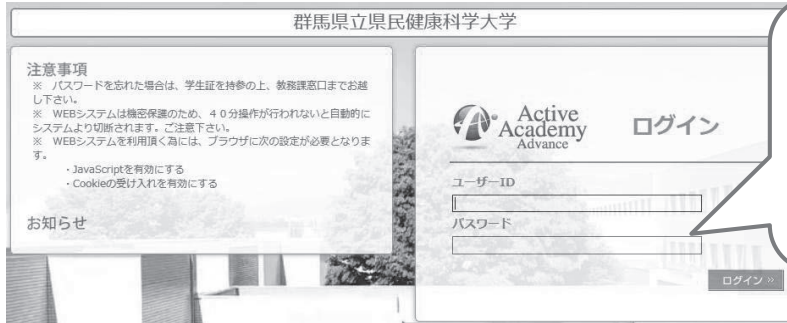 群馬県立県民健康科学大学
注意事項
※　パスワードを忘れた場合は、学生証を持参の上、教務課窓口までお越
し下さい。
※　WEBシステムは機密保護のため、４０分操作が行われないと自動的に
システムより切断されます。ご注意下さい。
※　WEBシステムを利用頂く為には、ブラウザに次の設定が必要となりま
す。
・JavaScriptを有効にする
・Cookieの受け入れを有効にする
お知らせ
Active
Academy
Advance
ログイン
ユーザーID
パスワード
ログイン »